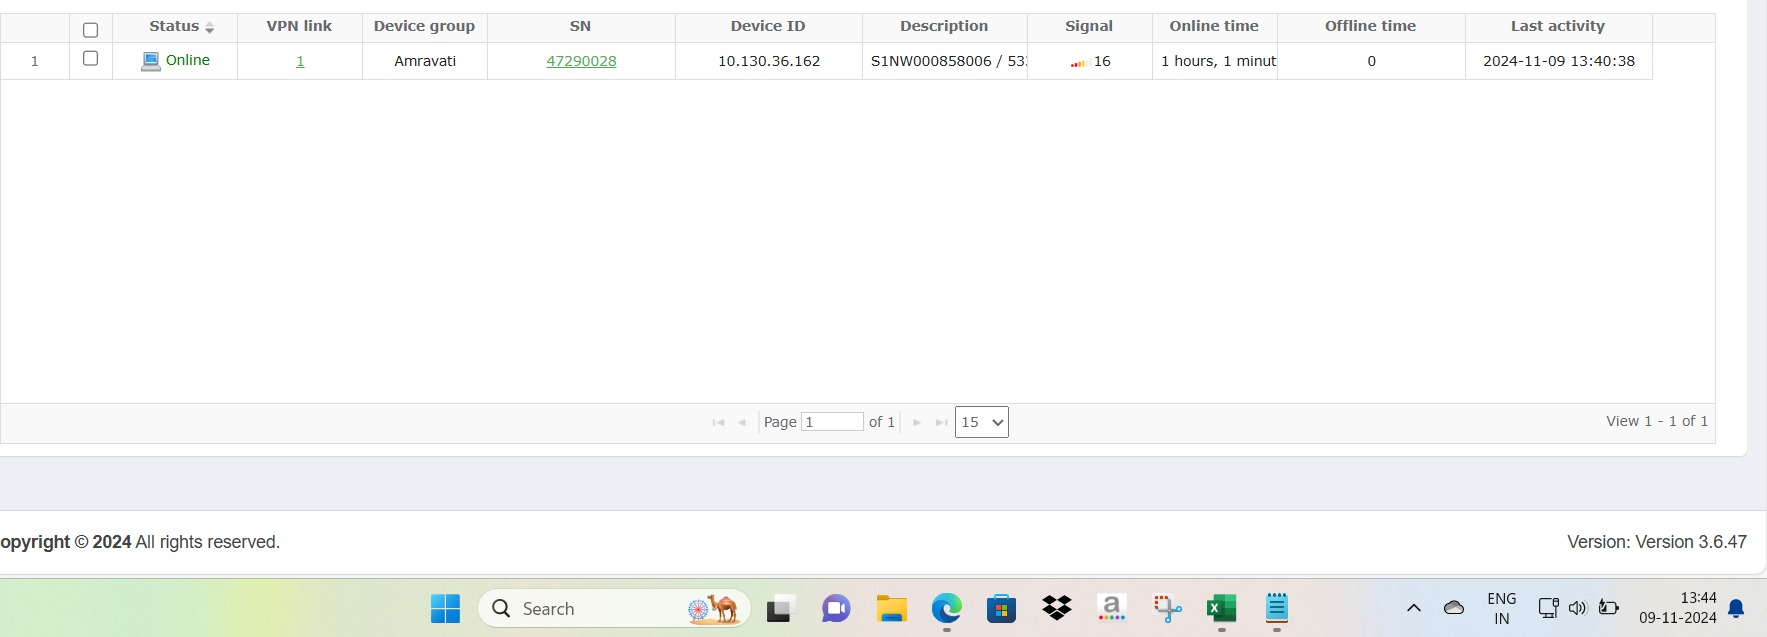 Status VPN link Device group SN Device ID Description Signal Online time Offline time Last activity
1 Online 1 Amravati 47290028 10.130.36.162 S1NW000858006 / 53 16 1 hours, 1 minut 0 2024-11-09 13:40:38
Page 1 of 1 15 View 1 - 1 of 1
opyright © 2024 All rights reserved. Version: Version 3.6.47
Search
a
X
ENG
IN
13:44
09-11-2024